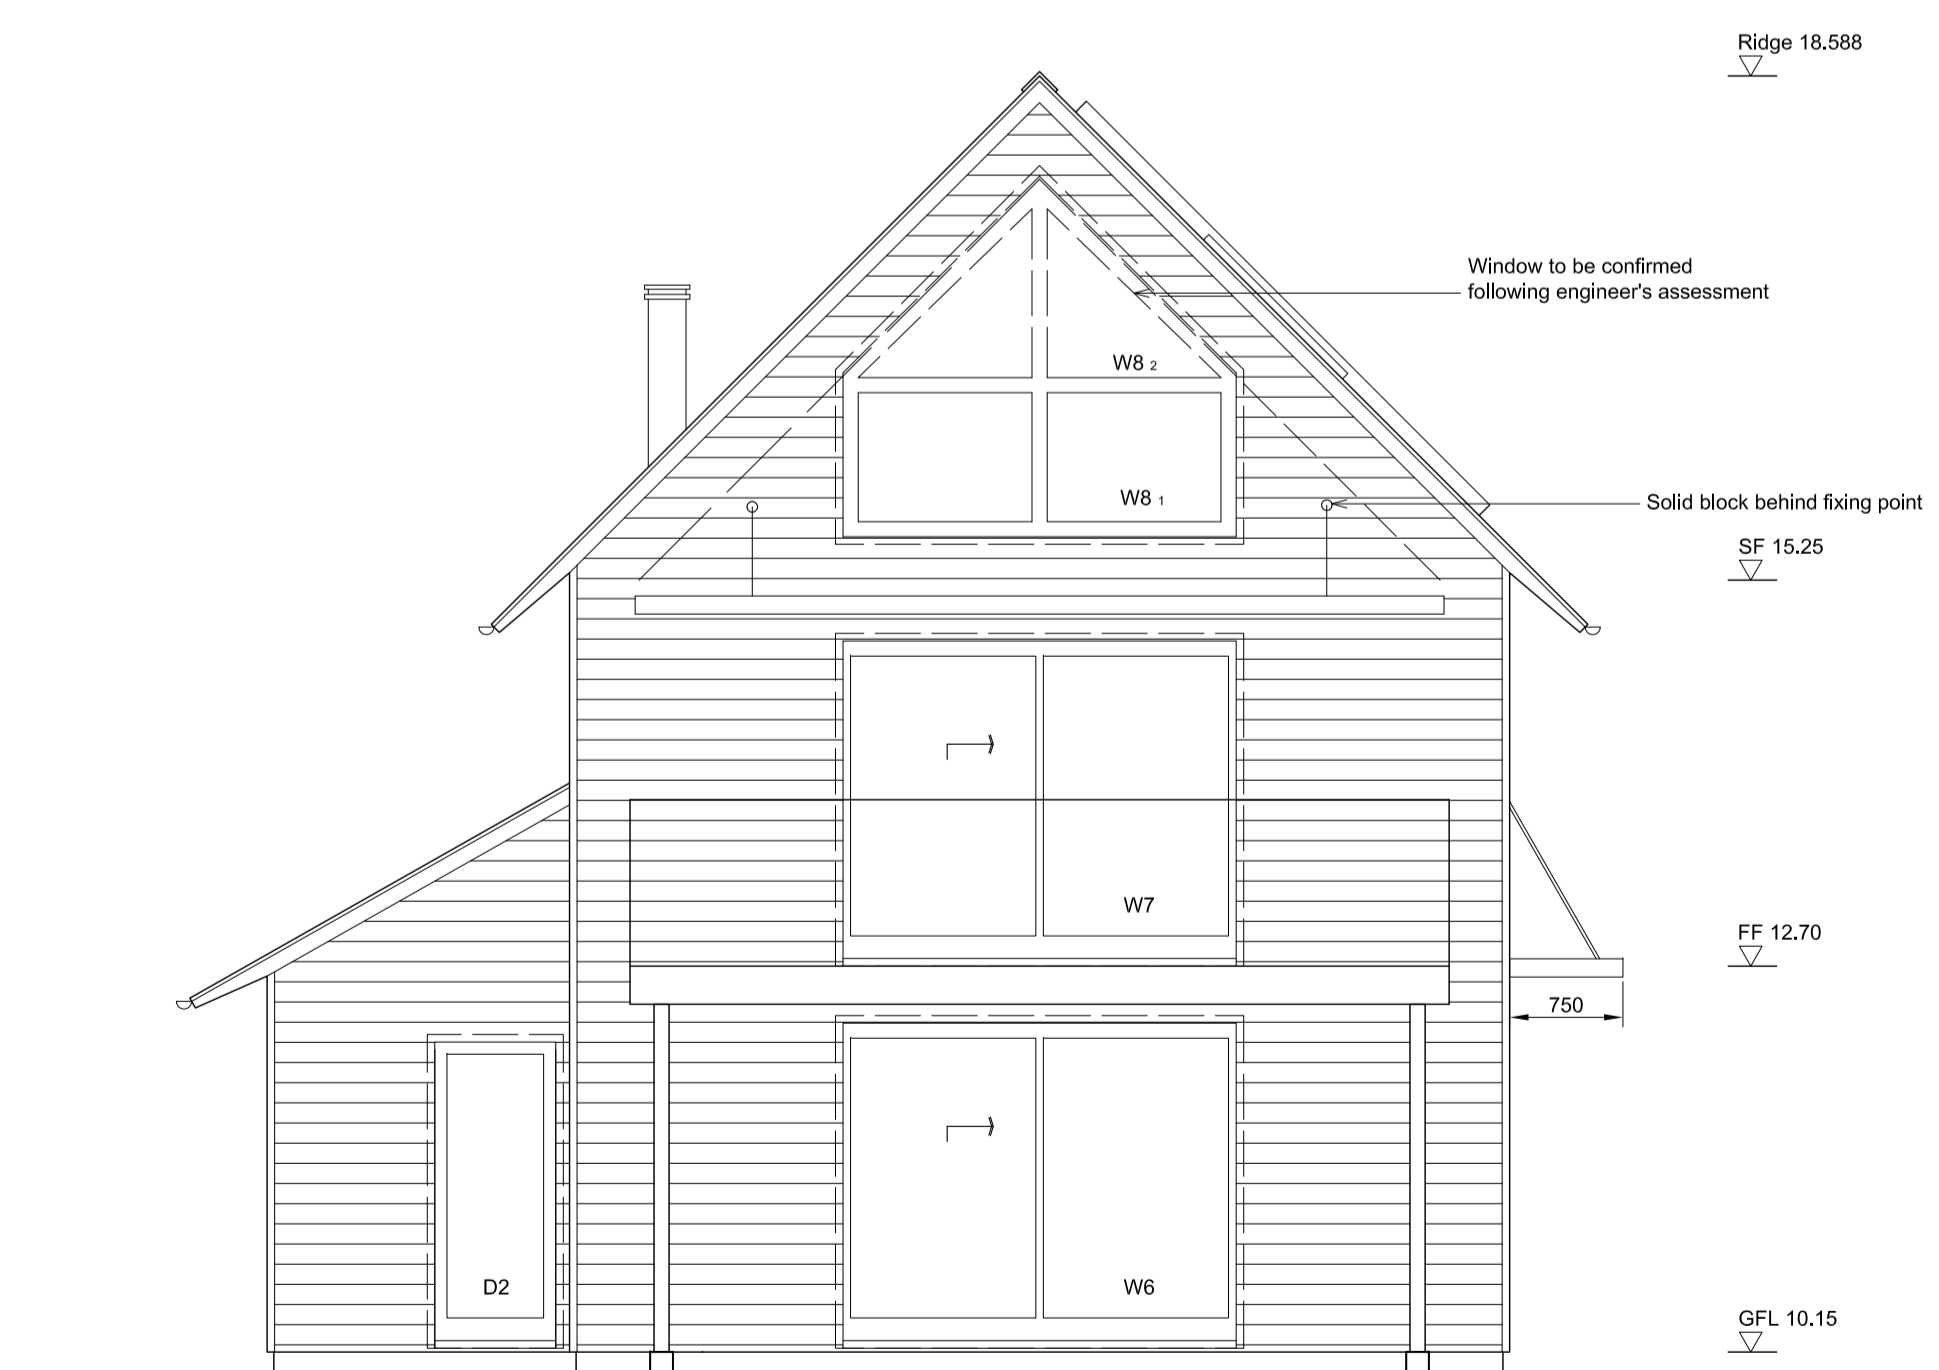 Ridge 18.588
Window to be confirmed
following engineer's assessment
W8 2
W8 1
Solid block behind fixing point
SF 15.25
W7
FF 12.70
750
D2
W6
GFL 10.15